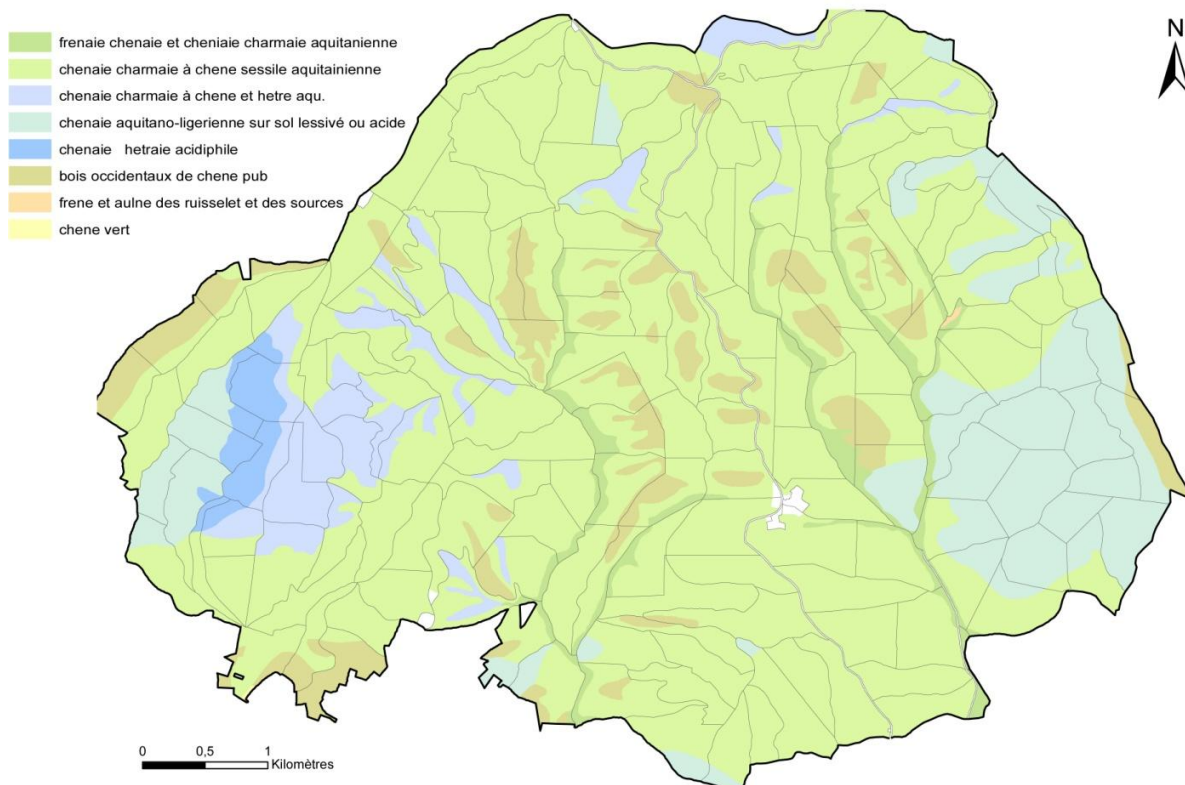 frenaie chenaie et cheniaie charmaie aquitanienne
chenaie charmaie à chene sessile aquitainienne
chenaie charmaie à chene et hetre aqu.
chenaie aquitano-ligerienne sur sol lessivé ou acide
chenaie hetraie acidiphile
bois occidentaux de chene pub
frene et aulne des ruisselet et des sources
chene vert
N
0 0,5 1
Kilomètres